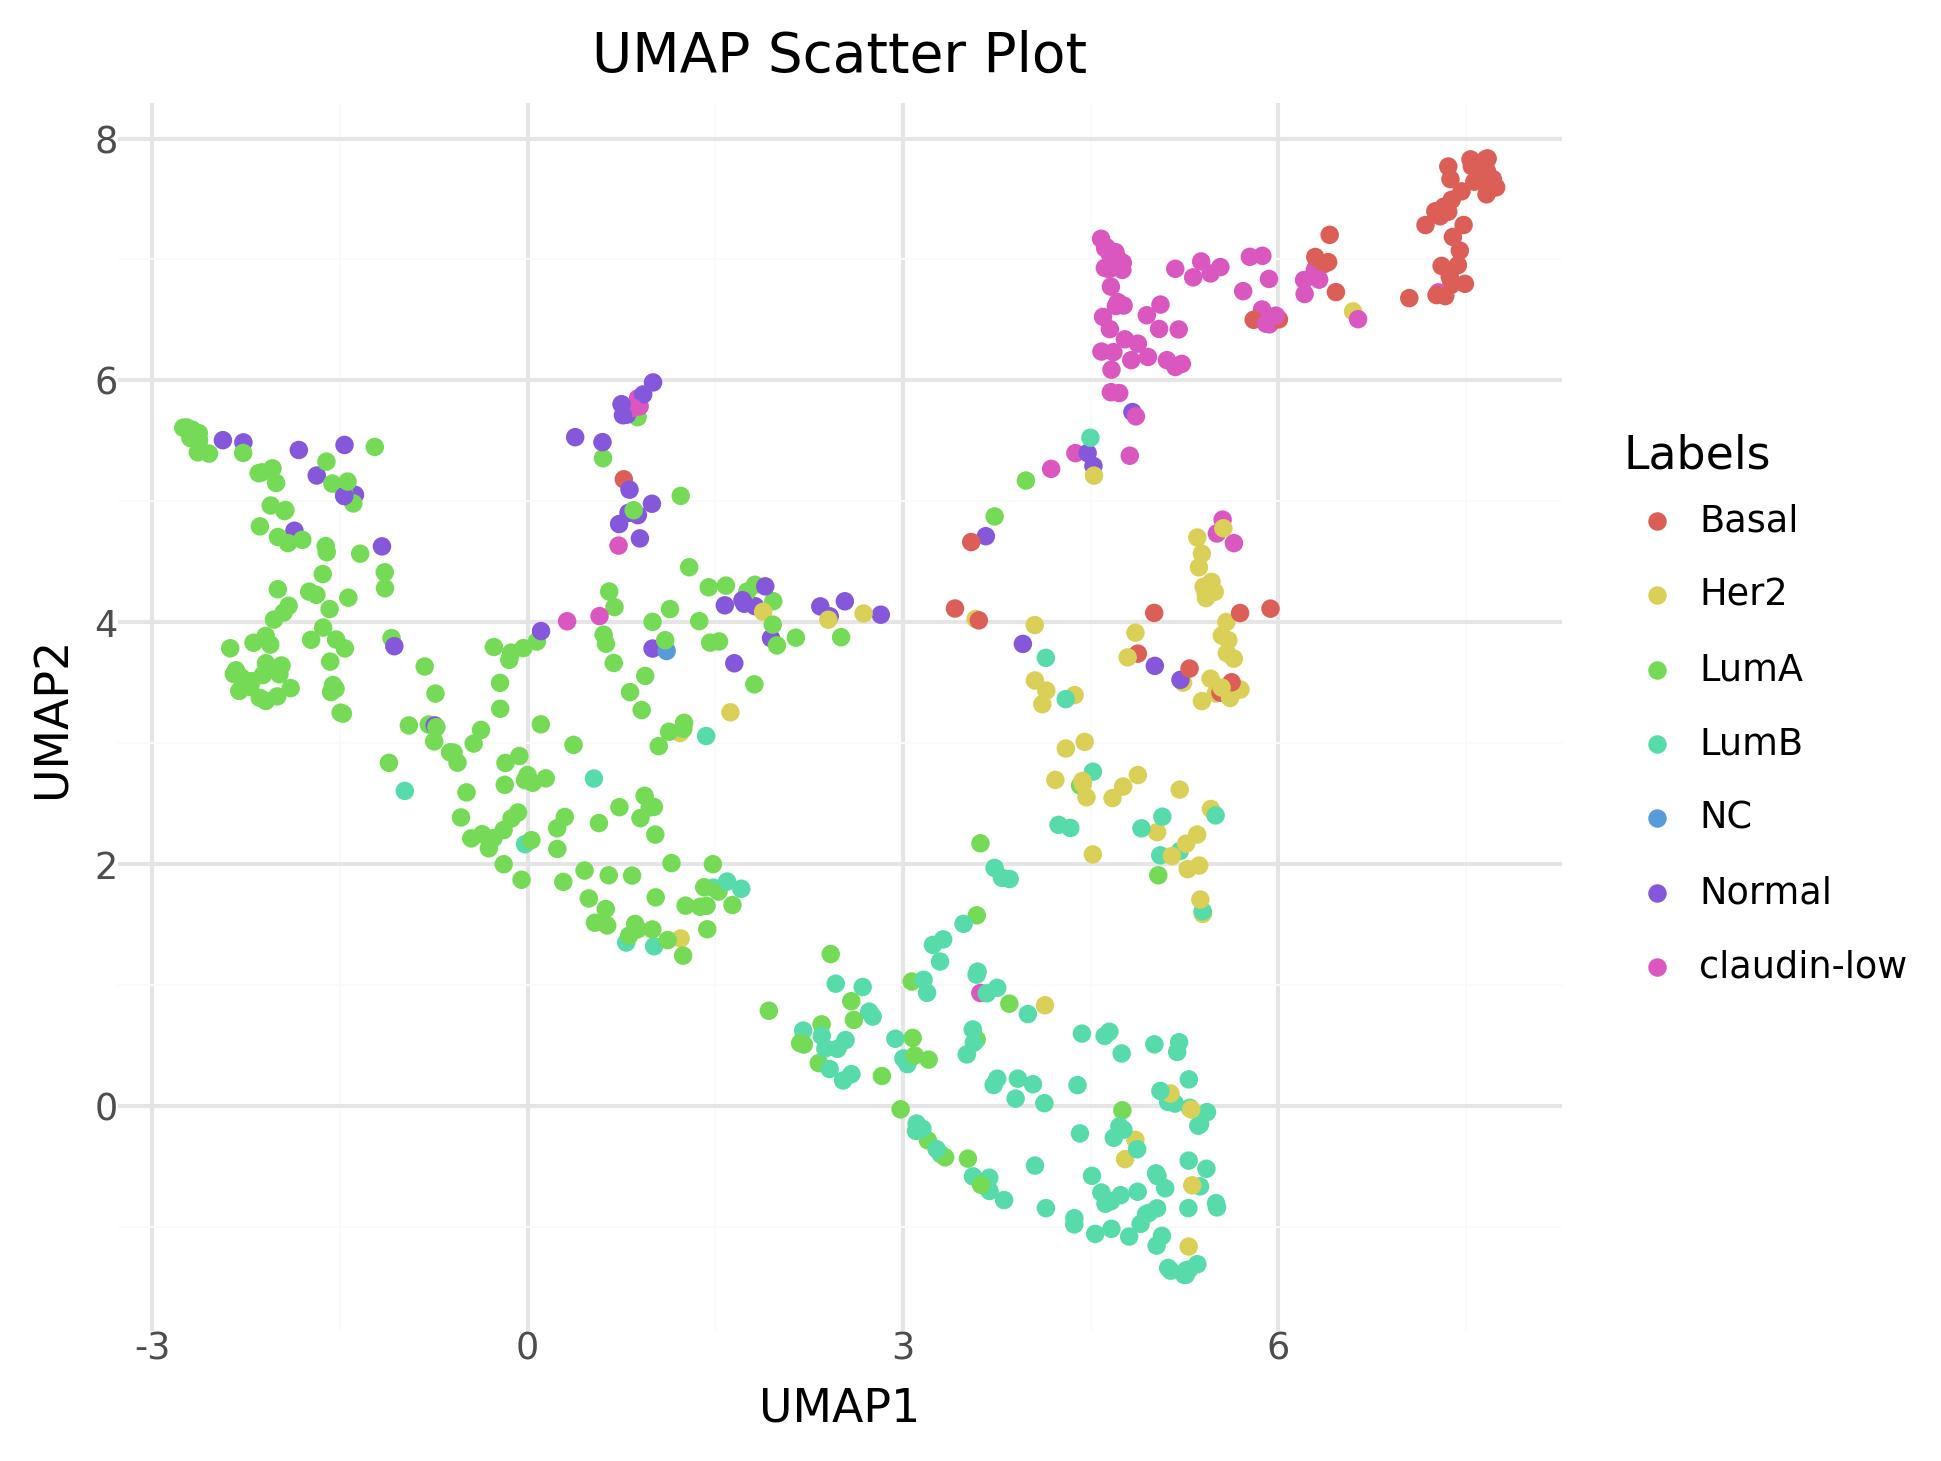 UMAP Scatter Plot
8
6
4
2
0
-3
0
3
6
UMAP1
UMAP2
Labels
Basal
Her2
LumA
LumB
NC
Normal
claudin-low